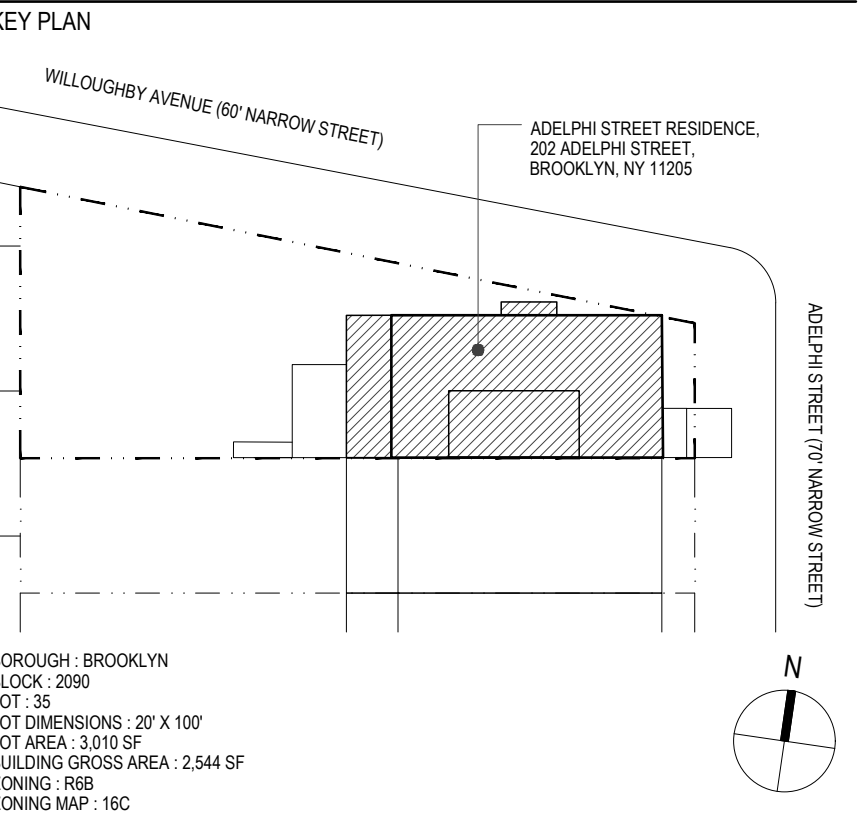 KEY PLAN
WILLOUGHBY AVENUE (60' NARROW STREET)
ADELPHI STREET RESIDENCE,
202 ADELPHI STREET,
BROOKLYN, NY 11205
ADELPHI STREET (70' NARROW STREET)
OROUGH : BROOKLYN
LOCK : 2090
OT : 35
OT DIMENSIONS : 20' X 100'
OT AREA : 3,010 SF
UILDING GROSS AREA : 2,544 SF
ONING : R6B
ONING MAP : 16C
N